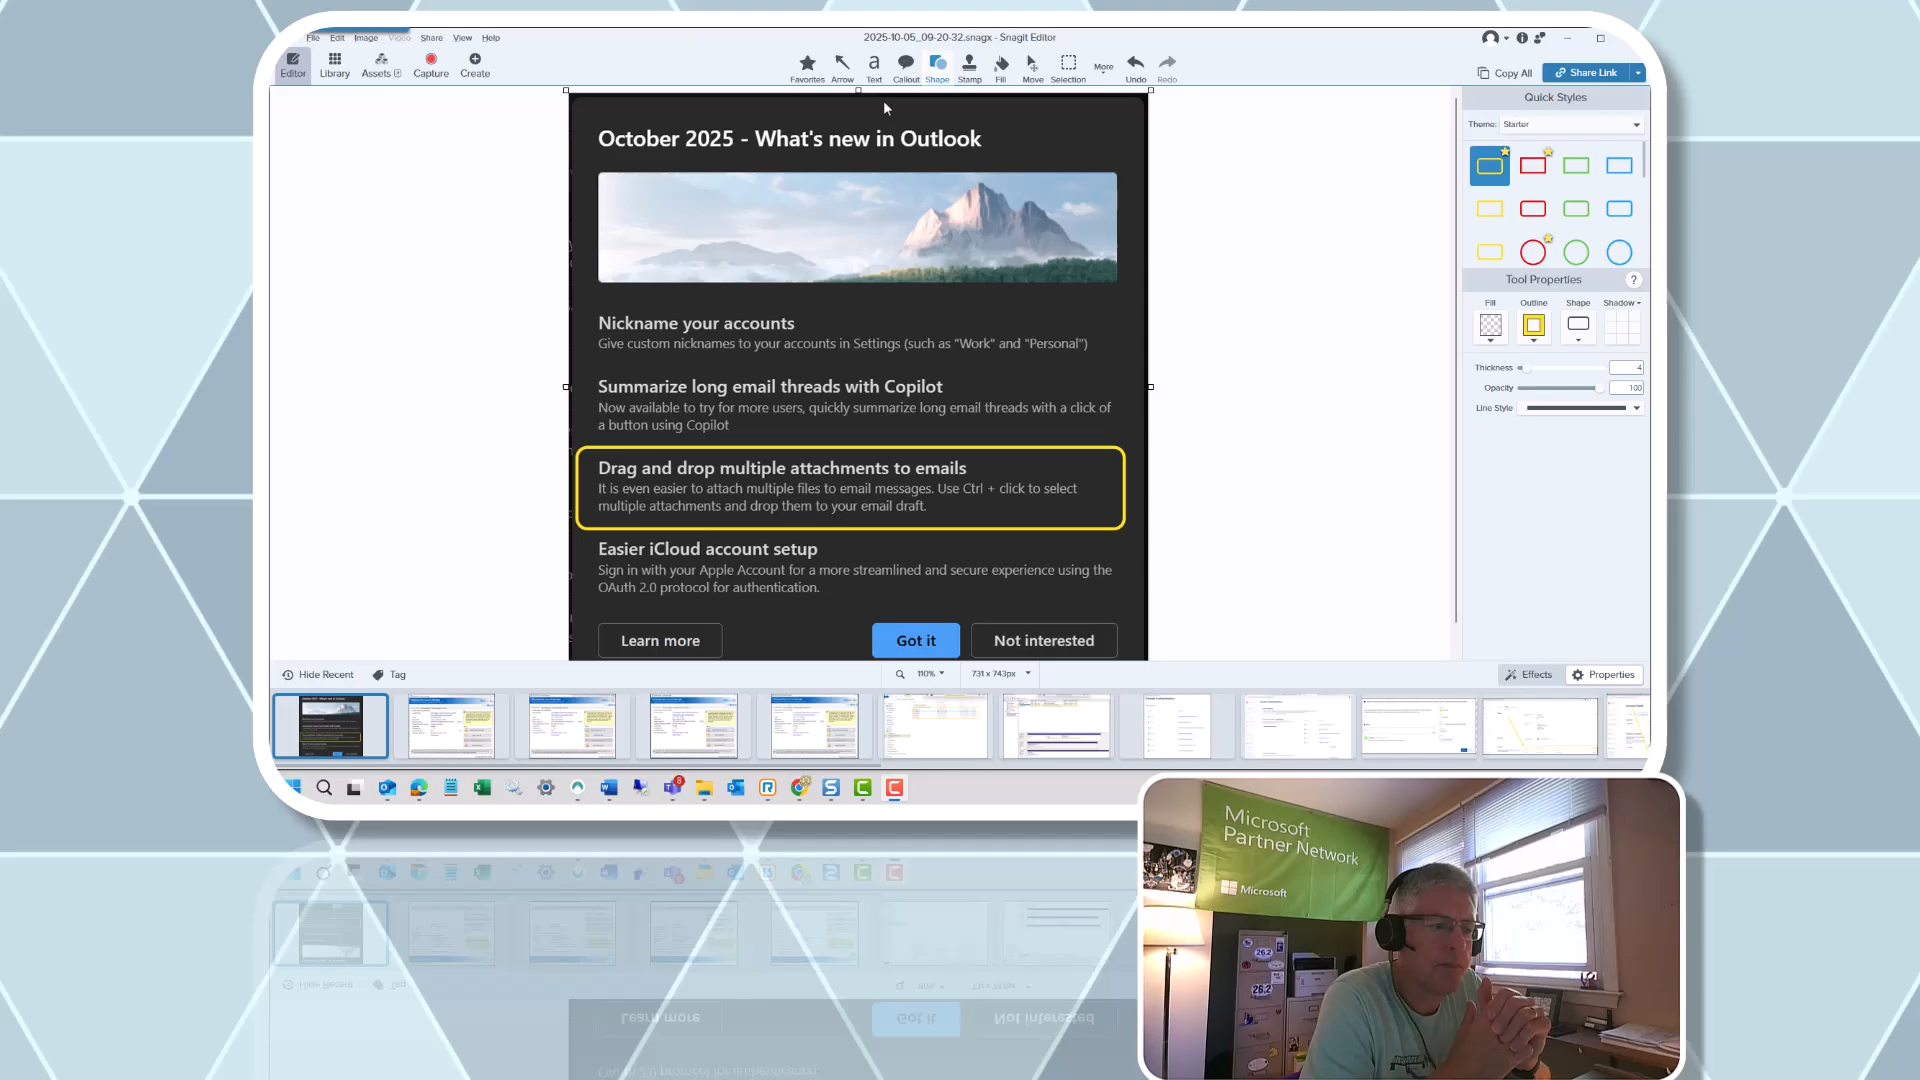 File Edit Image Video Share View Help
2025-10-05_09-20-32.snagx - Snagit Editor
Editor Library Assets Capture Create
Favorites Arrow Text Callout Shape Stamp Fill Move Selection More Undo Redo
Copy All Share Link
October 2025 - What's new in Outlook
Nickname your accounts
Give custom nicknames to your accounts in Settings (such as "Work" and "Personal")
Summarize long email threads with Copilot
Now available to try for more users, quickly summarize long email threads with a click of
a button using Copilot
Drag and drop multiple attachments to emails
It is even easier to attach multiple files to email messages. Use Ctrl + click to select
multiple attachments and drop them to your email draft.
Easier iCloud account setup
Sign in with your Apple Account for a more streamlined and secure experience using the
OAuth 2.0 protocol for authentication.
Learn more Got it Not interested
Quick Styles
Theme: Starter
Tool Properties ?
Fill Outline Shape Shadow
Thickness 4
Opacity 100
Line Style
Hide Recent Tag 110% 731 x 743px Effects Properties
8
Microsoft
Partner Network
Microsoft
26.2
26.2